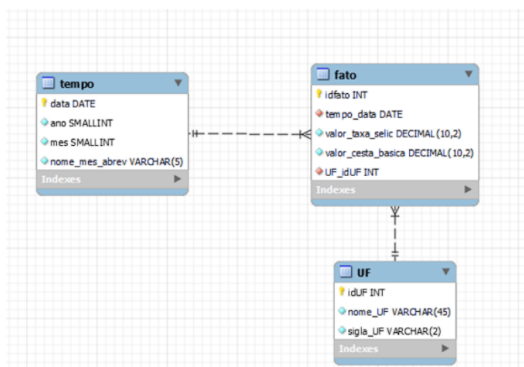 tempo
data DATE
ano SMALLINT
mes SMALLINT
nome_mes_abrev VARCHAR(5)
Indexes
fato
idfato INT
tempo_data DATE
valor_taxa_selic DECIMAL(10,2)
valor_cesta_basica DECIMAL(10,2)
UF_idUF INT
Indexes
UF
idUF INT
nome_UF VARCHAR(45)
sigla_UF VARCHAR(2)
Indexes